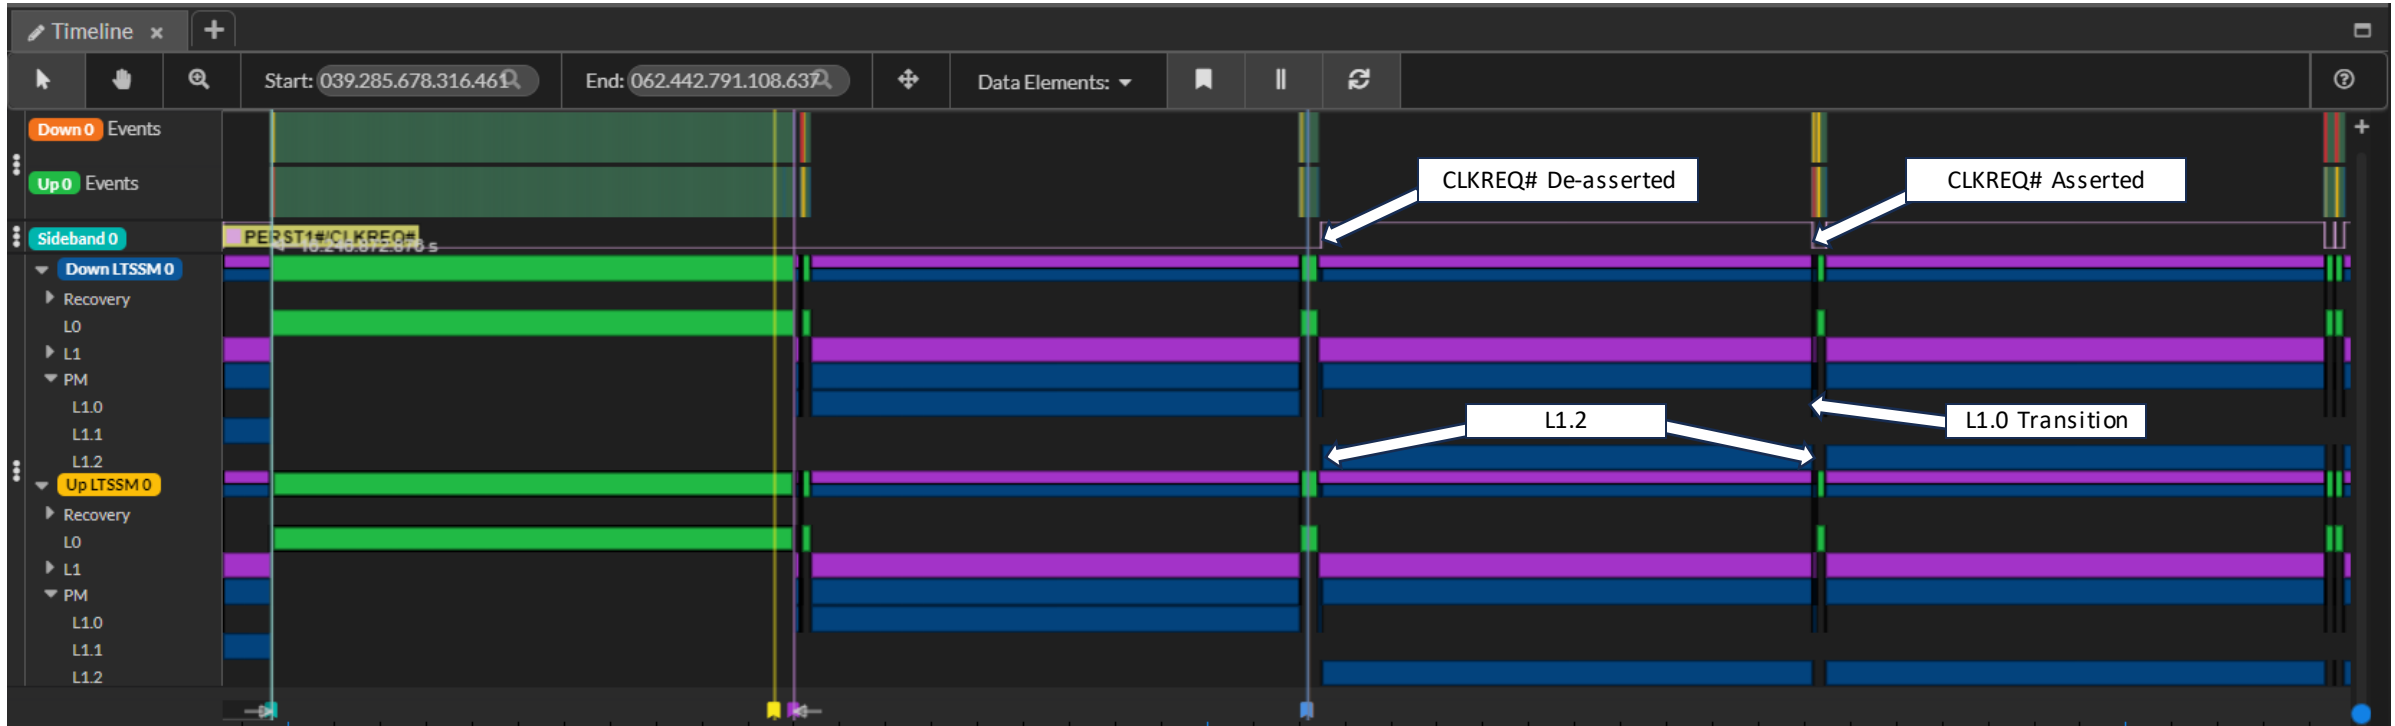 Timeline
Start: 039.285.678.316.461
End: 062.442.791.108.637
Data Elements:
Down 0 Events
Up 0 Events
CLKREQ# De-asserted
CLKREQ# Asserted
Sideband 0
PERST1#/CLKREQ#
Down LTSSM 0
Recovery
L0
L1
PM
L1.0
L1.1
L1.2
L1.2
L1.0 Transition
Up LTSSM 0
Recovery
L0
L1
PM
L1.0
L1.1
L1.2